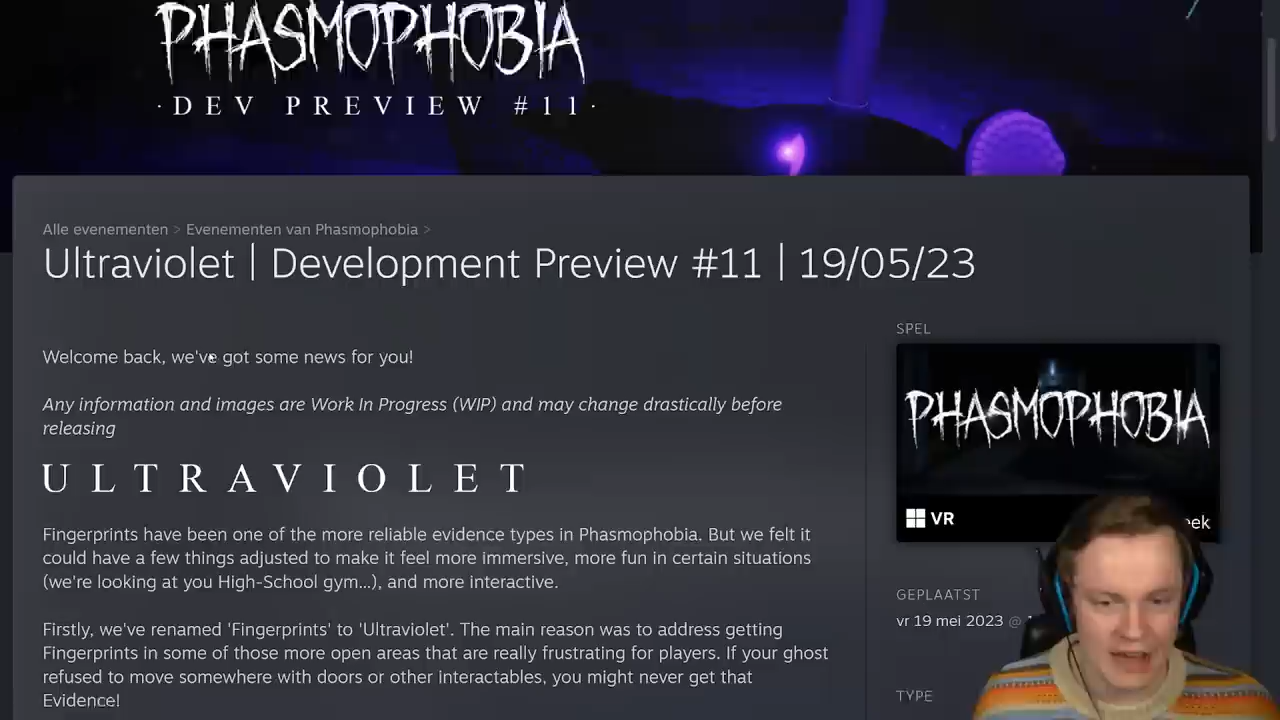 PHASMOPHOBIA
· DEV PREVIEW #11 ·
Alle evenementen > Evenementen van Phasmophobia >
Ultraviolet | Development Preview #11 | 19/05/23
Welcome back, we've got some news for you!
Any information and images are Work In Progress (WIP) and may change drastically before
releasing
ULTRAVIOLET
Fingerprints have been one of the more reliable evidence types in Phasmophobia. But we felt it
could have a few things adjusted to make it feel more immersive, more fun in certain situations
(we're looking at you High-School gym...), and more interactive.
Firstly, we've renamed 'Fingerprints' to 'Ultraviolet'. The main reason was to address getting
Fingerprints in some of those more open areas that are really frustrating for players. If your ghost
refused to move somewhere with doors or other interactables, you might never get that
Evidence!
SPEL
PHASMOPHOBIA
VR
GEPLAATST
vr 19 mei 2023 @
TYPE